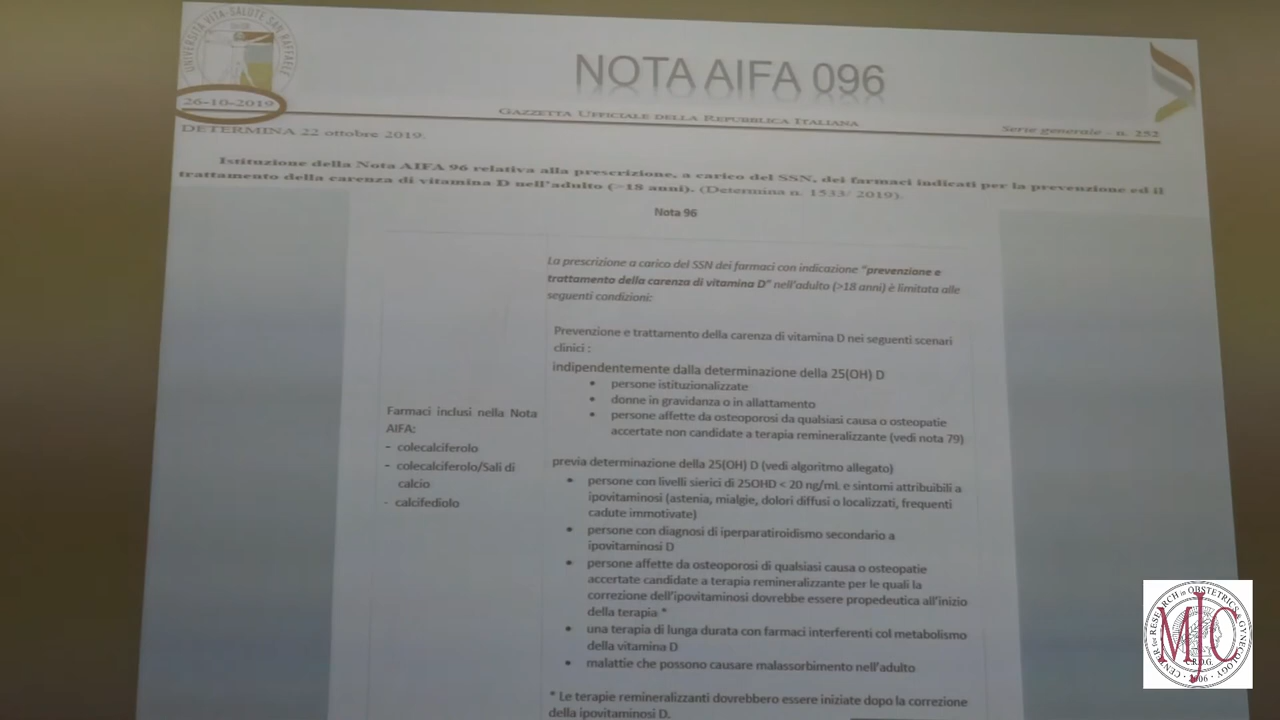 UNIVERSITÀ VITA-SALUTE SAN RAFFAELE
NOTA AIFA 096
26-10-2019
GAZZETTA UFFICIALE DELLA REPUBBLICA ITALIANA
Serie generale - n. 252
DETERMINA 22 ottobre 2019.
Istituzione della Nota AIFA 96 relativa alla prescrizione, a carico del SSN, dei farmaci indicati per la prevenzione ed il
trattamento della carenza di vitamina D nell'adulto (>18 anni). (Determina n. 1533/ 2019).
Nota 96
La prescrizione a carico del SSN dei farmaci con indicazione "prevenzione e
trattamento della carenza di vitamina D" nell'adulto (>18 anni) è limitata alle
seguenti condizioni:
Prevenzione e trattamento della carenza di vitamina D nei seguenti scenari
clinici :
indipendentemente dalla determinazione della 25(OH) D
• persone istituzionalizzate
• donne in gravidanza o in allattamento
• persone affette da osteoporosi da qualsiasi causa o osteopatie
accertate non candidate a terapia remineralizzante (vedi nota 79)
Farmaci inclusi nella Nota
AIFA:
- colecalciferolo
- colecalciferolo/Sali di
calcio
- calcifediolo
previa determinazione della 25(OH) D (vedi algoritmo allegato)
• persone con livelli sierici di 25OHD < 20 ng/mL e sintomi attribuibili a
ipovitaminosi (astenia, mialgie, dolori diffusi o localizzati, frequenti
cadute immotivate)
• persone con diagnosi di iperparatiroidismo secondario a
ipovitaminosi D
• persone affette da osteoporosi di qualsiasi causa o osteopatie
accertate candidate a terapia remineralizzante per le quali la
correzione dell'ipovitaminosi dovrebbe essere propedeutica all'inizio
della terapia *
• una terapia di lunga durata con farmaci interferenti col metabolismo
della vitamina D
• malattie che possono causare malassorbimento nell'adulto
* Le terapie remineralizzanti dovrebbero essere iniziate dopo la correzione
della ipovitaminosi D.
CENTER for RESEARCH in OBSTETRICS GYNECOLOGY
MJC
C.R.O.G.